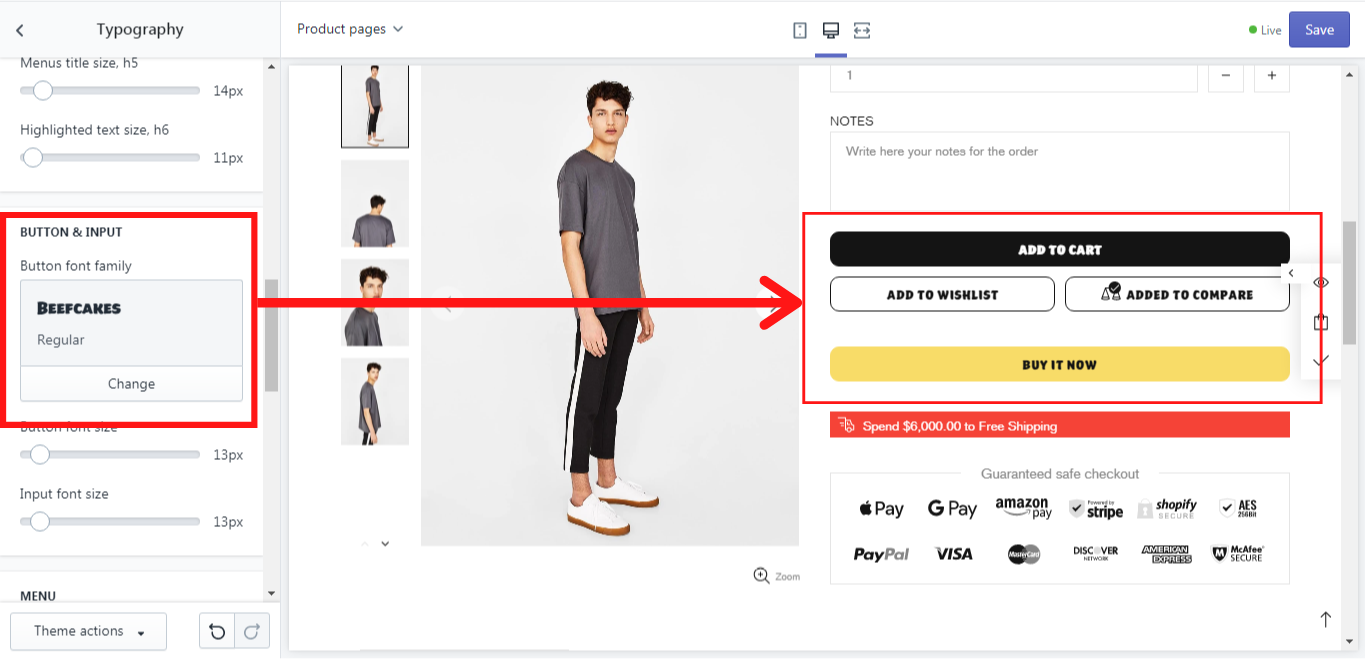 Typography
Menus title size, h5
14px
Highlighted text size, h6
11px
BUTTON & INPUT
Button font family
BEEFCAKES
Regular
Change
Button font size
13px
Input font size
13px
MENU
Theme actions
Product pages
Live
Save
1
−
+
NOTES
Write here your notes for the order
ADD TO CART
ADD TO WISHLIST
ADDED TO COMPARE
BUY IT NOW
Spend $6,000.00 to Free Shipping
Guaranteed safe checkout
Pay
G Pay
amazon
pay
Powered by
stripe
shopify
SECURE
AES
256Bit
PayPal
VISA
MasterCard
DISCOVER
NETWORK
AMERICAN
EXPRESS
McAfee
SECURE
Zoom